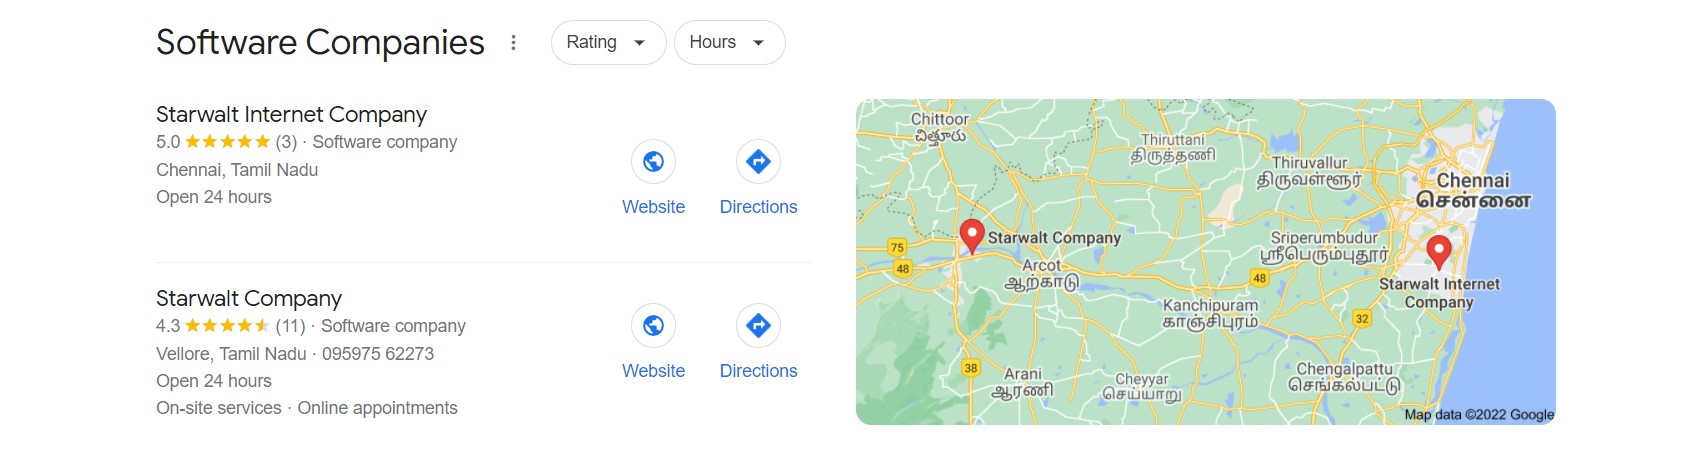 Software Companies
Rating
Hours
Starwalt Internet Company
5.0 (3) · Software company
Chennai, Tamil Nadu
Open 24 hours
Website
Directions
Starwalt Company
4.3 (11) · Software company
Vellore, Tamil Nadu · 095975 62273
Open 24 hours
On-site services · Online appointments
Website
Directions
Chittoor
చిత్తూరు
Thiruttani
திருத்தணி
Thiruvallur
திருவள்ளூர்
Chennai
சென்னை
Starwalt Company
75
48
Arcot
ஆற்காடு
Sriperumbudur
ஸ்ரீபெரும்புதூர்
48
Starwalt Internet
Company
Kanchipuram
காஞ்சிபுரம்
32
38
Arani
ஆரணி
Cheyyar
செய்யாறு
Chengalpattu
செங்கல்பட்டு
Map data ©2022 Google